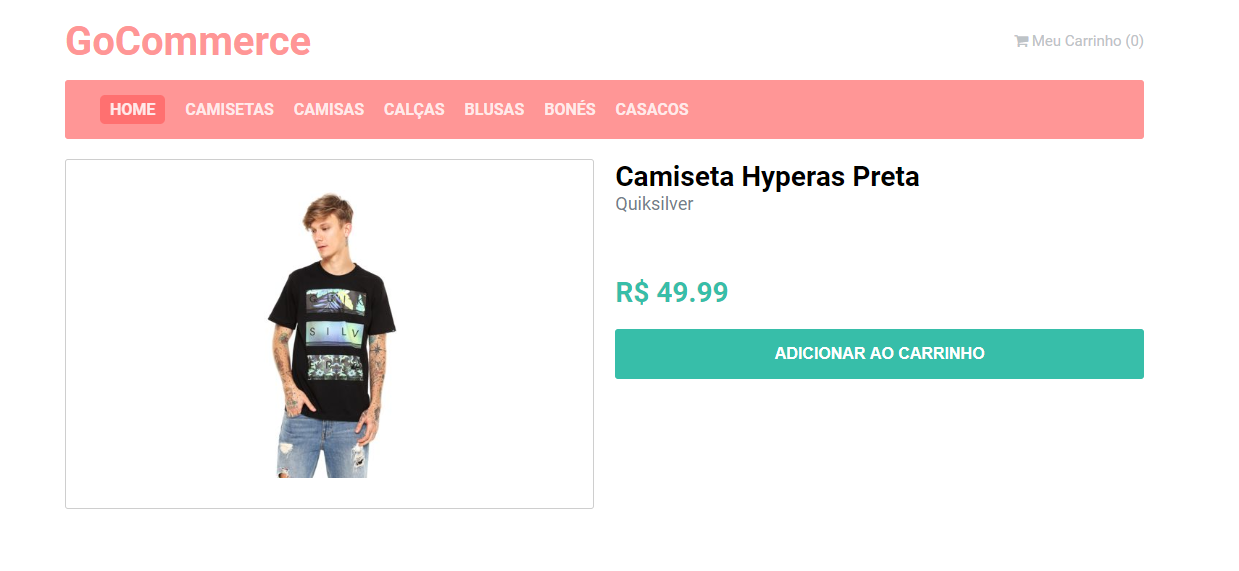 GoCommerce
Meu Carrinho (0)
HOME CAMISETAS CAMISAS CALÇAS BLUSAS BONÉS CASACOS
Camiseta Hyperas Preta
Quiksilver
R$ 49.99
ADICIONAR AO CARRINHO
S I L V